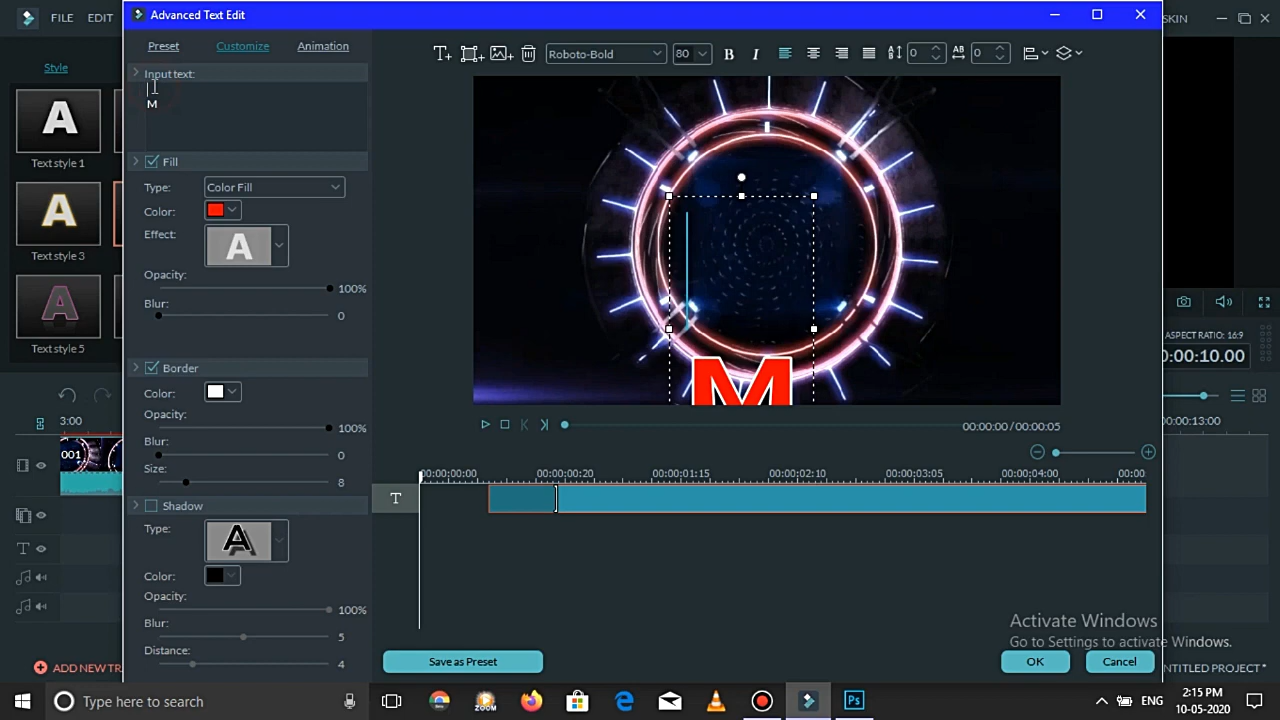 FILE
EDIT
Advanced Text Edit
SKIN
Style
Preset
Customize
Animation
T+
Roboto-Bold
80
B
I
0
AB
0
Input text:
M
A
Text style 1
Fill
Type:
Color Fill
Color:
Effect:
A
Opacity:
100%
Blur:
0
A
Text style 3
A
Text style 5
M
Border
Color:
Opacity:
100%
Blur:
0
Size:
8
ASPECT RATIO: 16:9
0:00:10.00
3:00
00:00:13:00
001
00:00:00 / 00:00:05
00:00:00:00
00:00:00:20
00:00:01:15
00:00:02:10
00:00:03:05
00:00:04:00
00:00
T
T
Shadow
Type:
A
Color:
Opacity:
100%
Blur:
5
Distance:
4
ADD NEW TRA
Save as Preset
OK
Cancel
Activate Windows
Go to Settings to activate Windows.
NTITLED PROJECT*
Type here to search
ZOOM
Ps
ENG
2:15 PM
10-05-2020